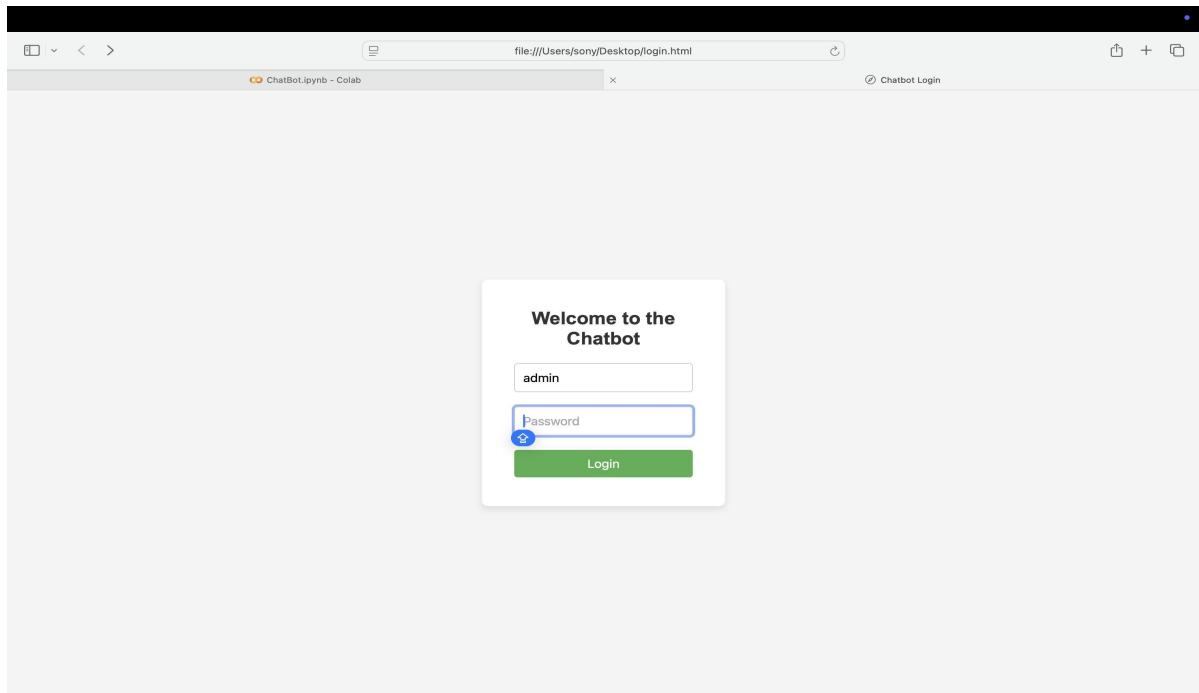 file:///Users/sony/Desktop/login.html
ChatBot.ipynb - Colab
Chatbot Login
Welcome to the
Chatbot
admin
Password
Login